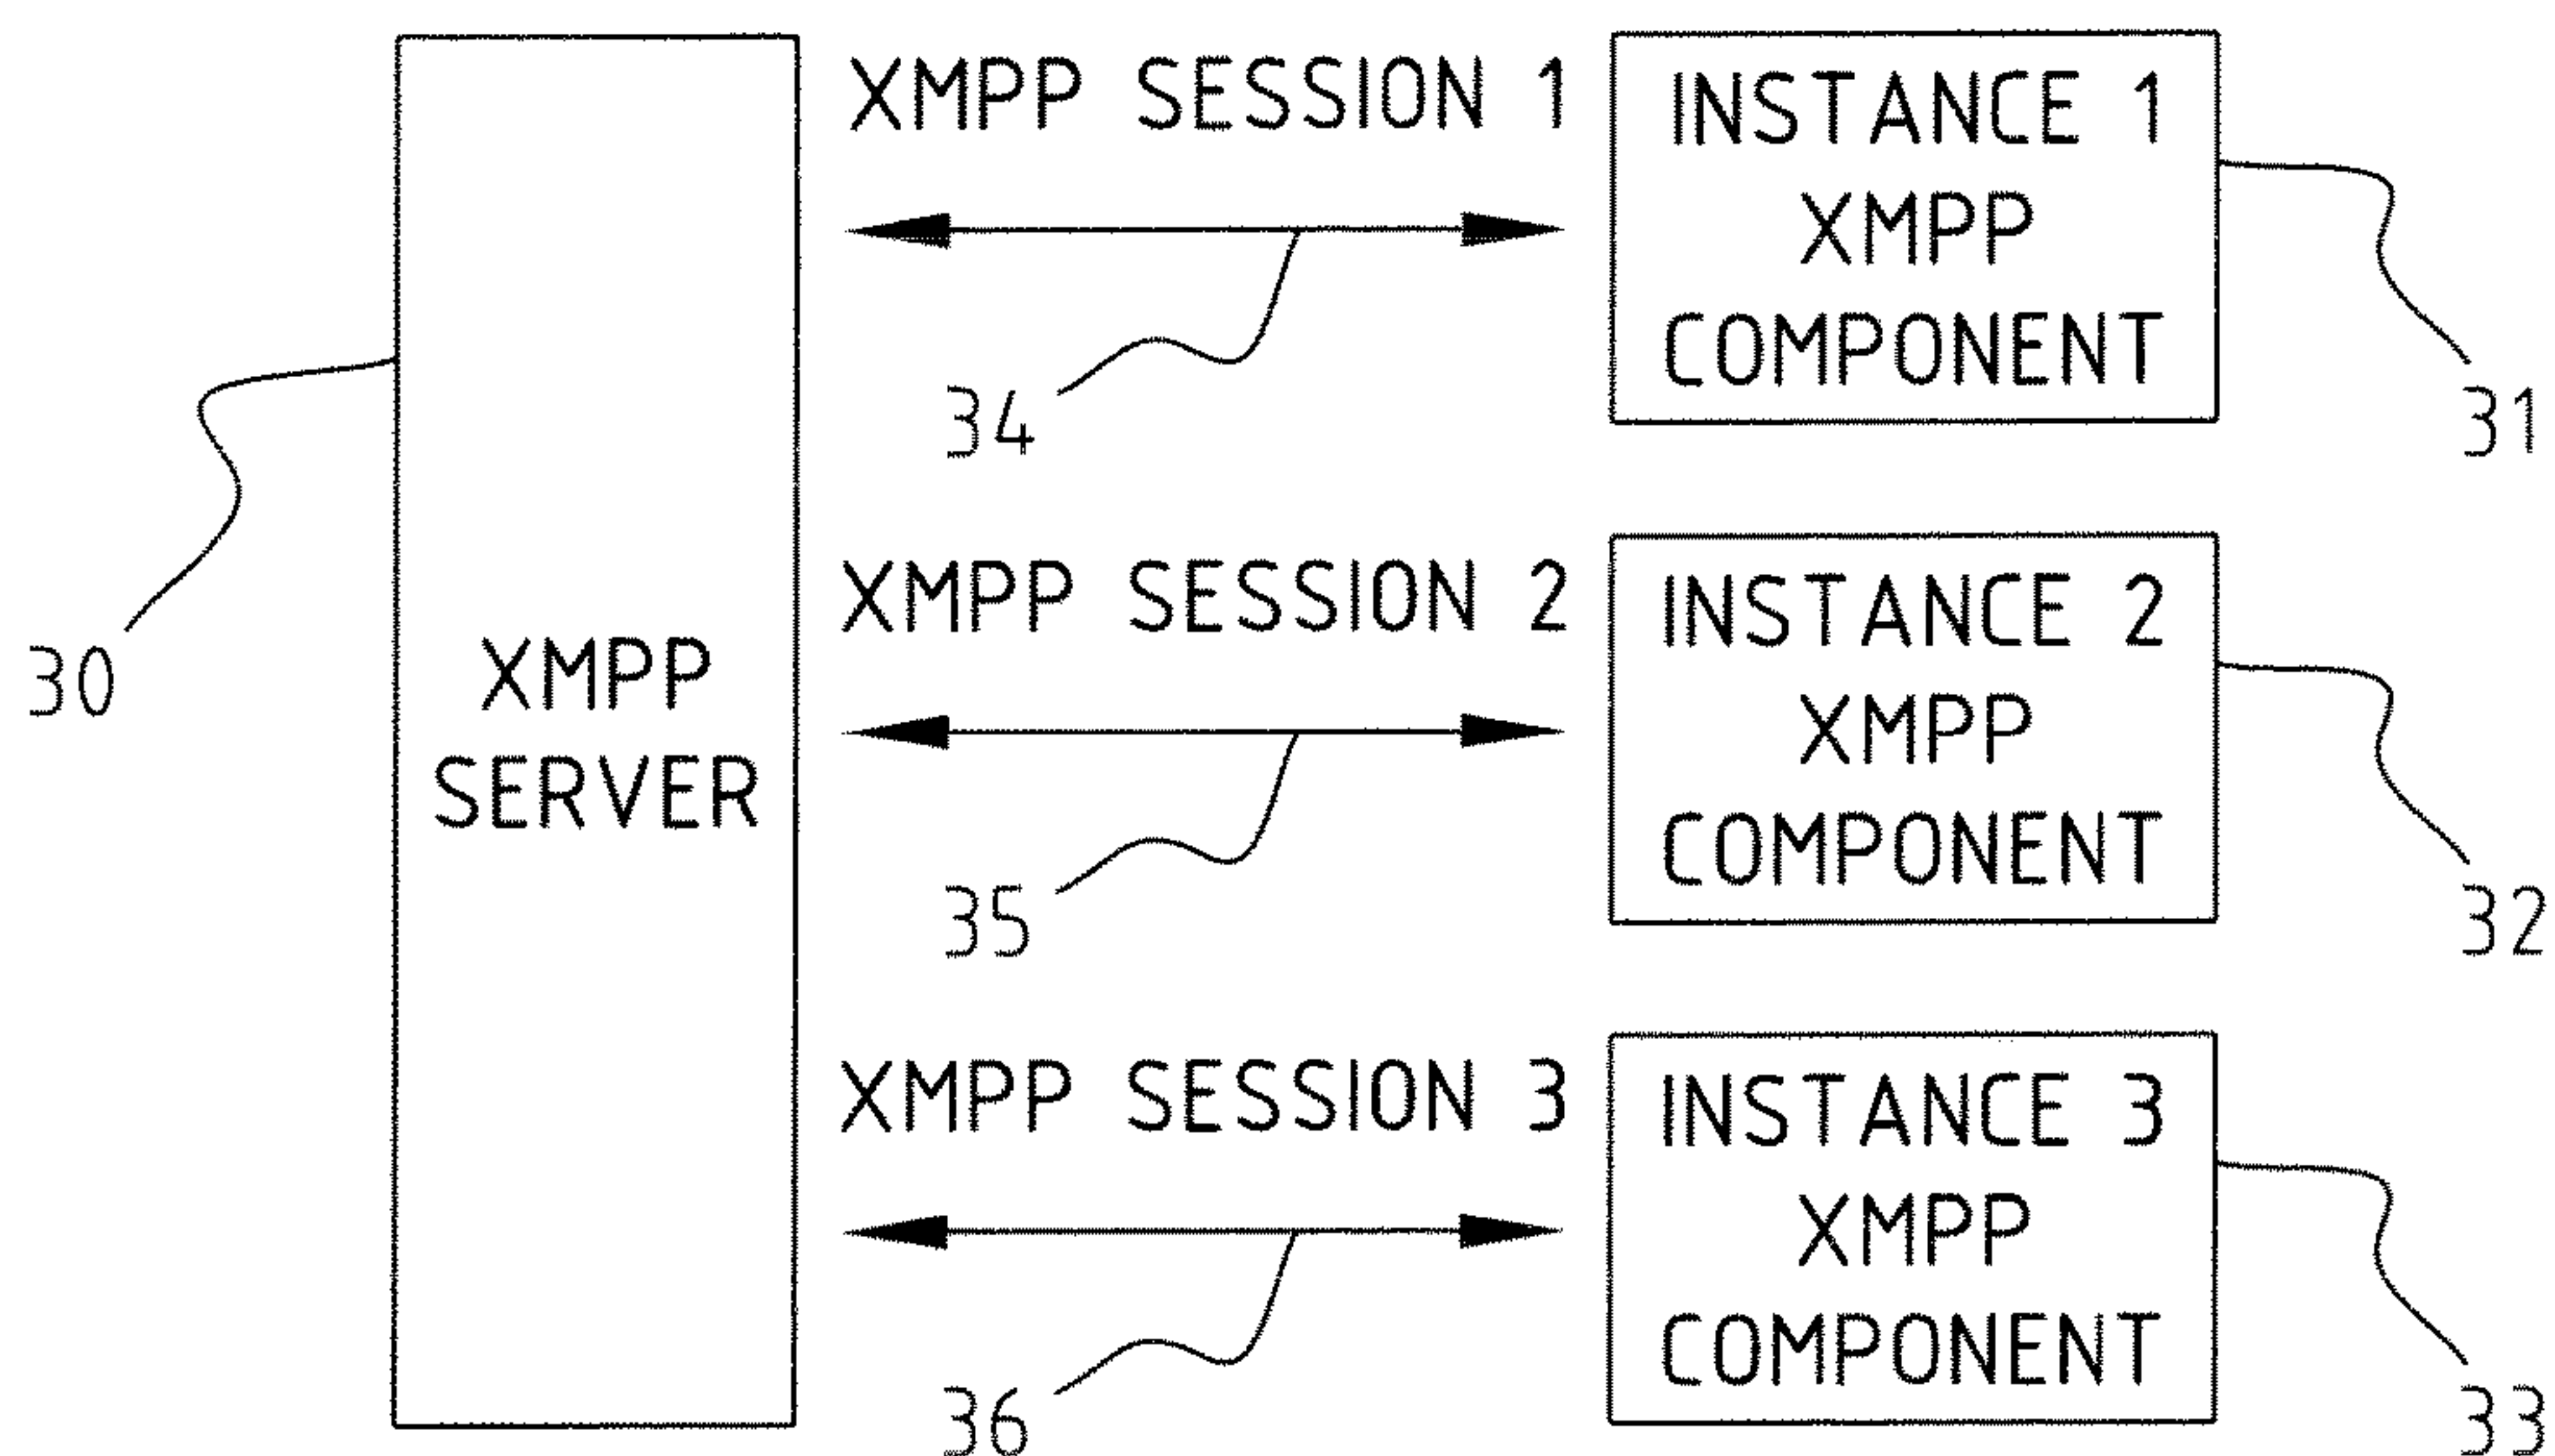 XMPP SESSION 1
INSTANCE 1
XMPP
COMPONENT
34
31
30
XMPP
SERVER
XMPP SESSION 2
INSTANCE 2
XMPP
COMPONENT
35
32
XMPP SESSION 3
INSTANCE 3
XMPP
COMPONENT
36
33